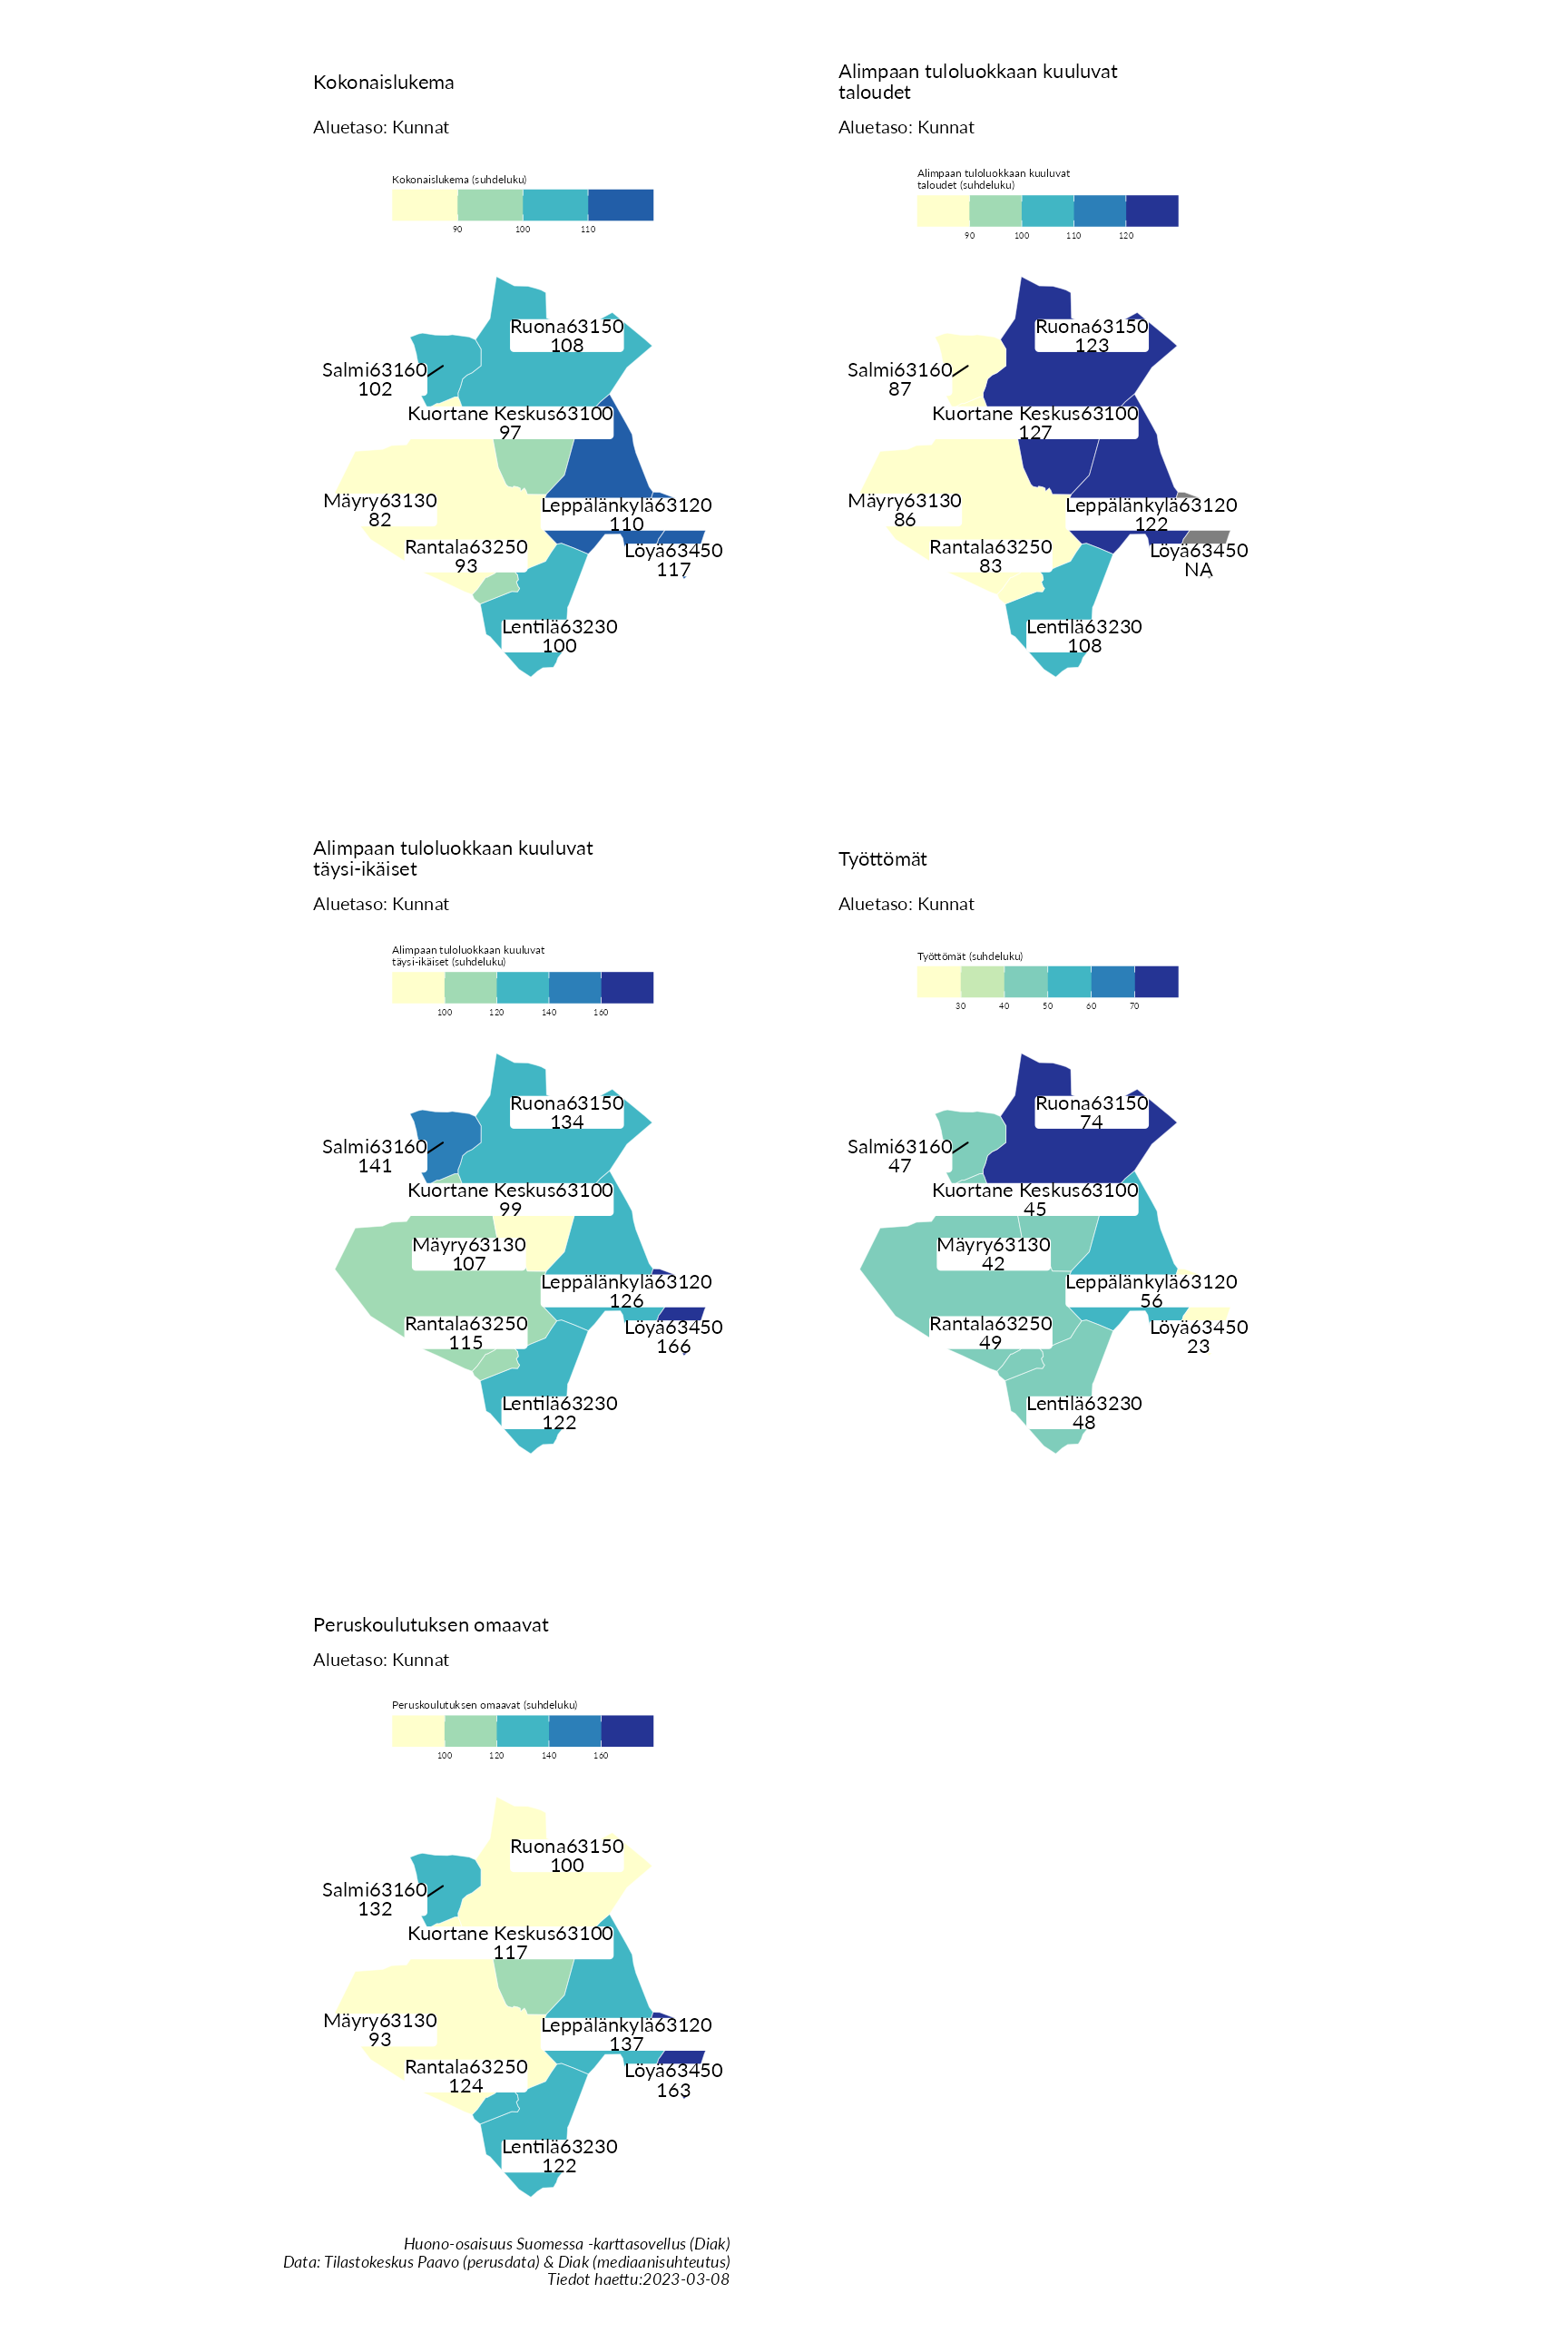 Kokonaislukema
Aluetaso: Kunnat
Kokonaislukema (suhdeluku)
90 100 110
Ruona63150
108
Salmi63160
102
Kuortane Keskus63100
97
Mäyry63130
82
Leppälänkylä63120
110
Rantala63250
93
Löyä63450
117
Lentilä63230
100
Alimpaan tuloluokkaan kuuluvat
taloudet
Aluetaso: Kunnat
Alimpaan tuloluokkaan kuuluvat
taloudet (suhdeluku)
90 100 110 120
Ruona63150
123
Salmi63160
87
Kuortane Keskus63100
127
Mäyry63130
86
Leppälänkylä63120
122
Rantala63250
83
Löyä63450
NA
Lentilä63230
108
Alimpaan tuloluokkaan kuuluvat
täysi-ikäiset
Aluetaso: Kunnat
Alimpaan tuloluokkaan kuuluvat
täysi-ikäiset (suhdeluku)
100 120 140 160
Ruona63150
134
Salmi63160
141
Kuortane Keskus63100
99
Mäyry63130
107
Leppälänkylä63120
126
Rantala63250
115
Löyä63450
166
Lentilä63230
122
Työttömät
Aluetaso: Kunnat
Työttömät (suhdeluku)
30 40 50 60 70
Ruona63150
74
Salmi63160
47
Kuortane Keskus63100
45
Mäyry63130
42
Leppälänkylä63120
56
Rantala63250
49
Löyä63450
23
Lentilä63230
48
Peruskoulutuksen omaavat
Aluetaso: Kunnat
Peruskoulutuksen omaavat (suhdeluku)
100 120 140 160
Ruona63150
100
Salmi63160
132
Kuortane Keskus63100
117
Mäyry63130
93
Leppälänkylä63120
137
Rantala63250
124
Löyä63450
163
Lentilä63230
122
Huono-osaisuus Suomessa -karttasovellus (Diak)
Data: Tilastokeskus Paavo (perusdata) & Diak (mediaanisuhteutus)
Tiedot haettu:2023-03-08